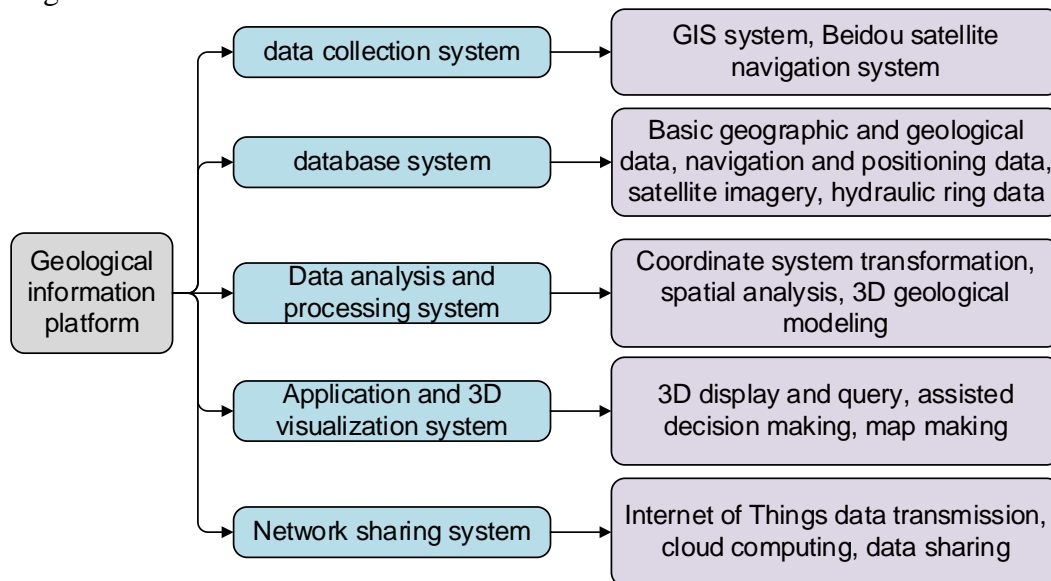 data collection system
GIS system, Beidou satellite
navigation system
database system
Basic geographic and geological
data, navigation and positioning data,
satellite imagery, hydraulic ring data
Geological
information
platform
Data analysis and
processing system
Coordinate system transformation,
spatial analysis, 3D geological
modeling
Application and 3D
visualization system
3D display and query, assisted
decision making, map making
Network sharing system
Internet of Things data transmission,
cloud computing, data sharing